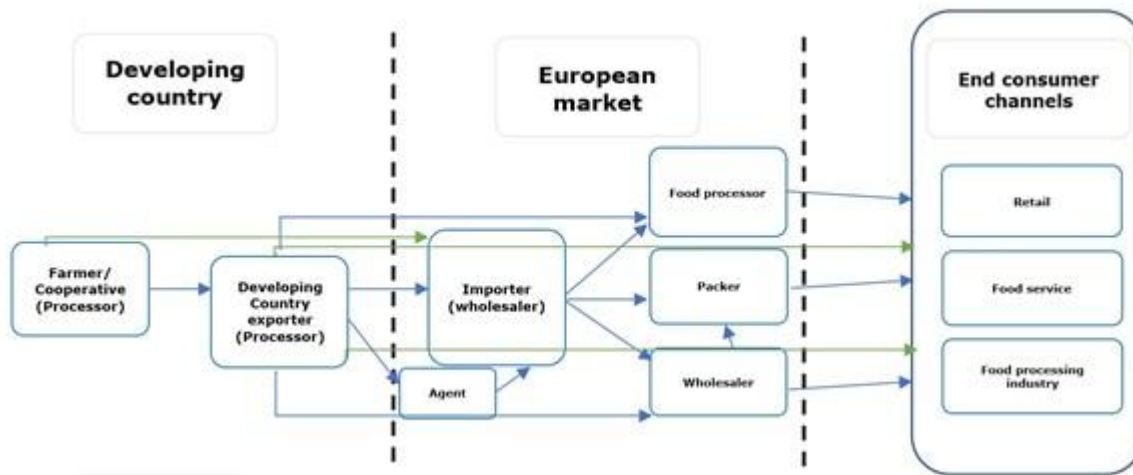 Developing
country
European
market
End consumer
channels
Food processor
Retail
Farmer/
Cooperative
(Processor)
Developing
Country
exporter
(Processor)
Importer
(wholesaler)
Packer
Food service
Agent
Wholesaler
Food processing
industry